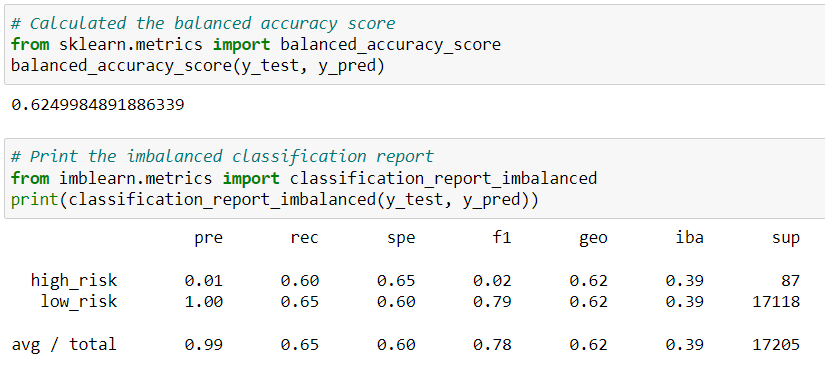 # Calculated the balanced accuracy score
from sklearn.metrics import balanced_accuracy_score
balanced_accuracy_score(y_test, y_pred)
0.6249984891886339
# Print the imbalanced classification report
from imblearn.metrics import classification_report_imbalanced
print(classification_report_imbalanced(y_test, y_pred))
pre rec spe f1 geo iba sup
high_risk 0.01 0.60 0.65 0.02 0.62 0.39 87
low_risk 1.00 0.65 0.60 0.79 0.62 0.39 17118
avg / total 0.99 0.65 0.60 0.78 0.62 0.39 17205